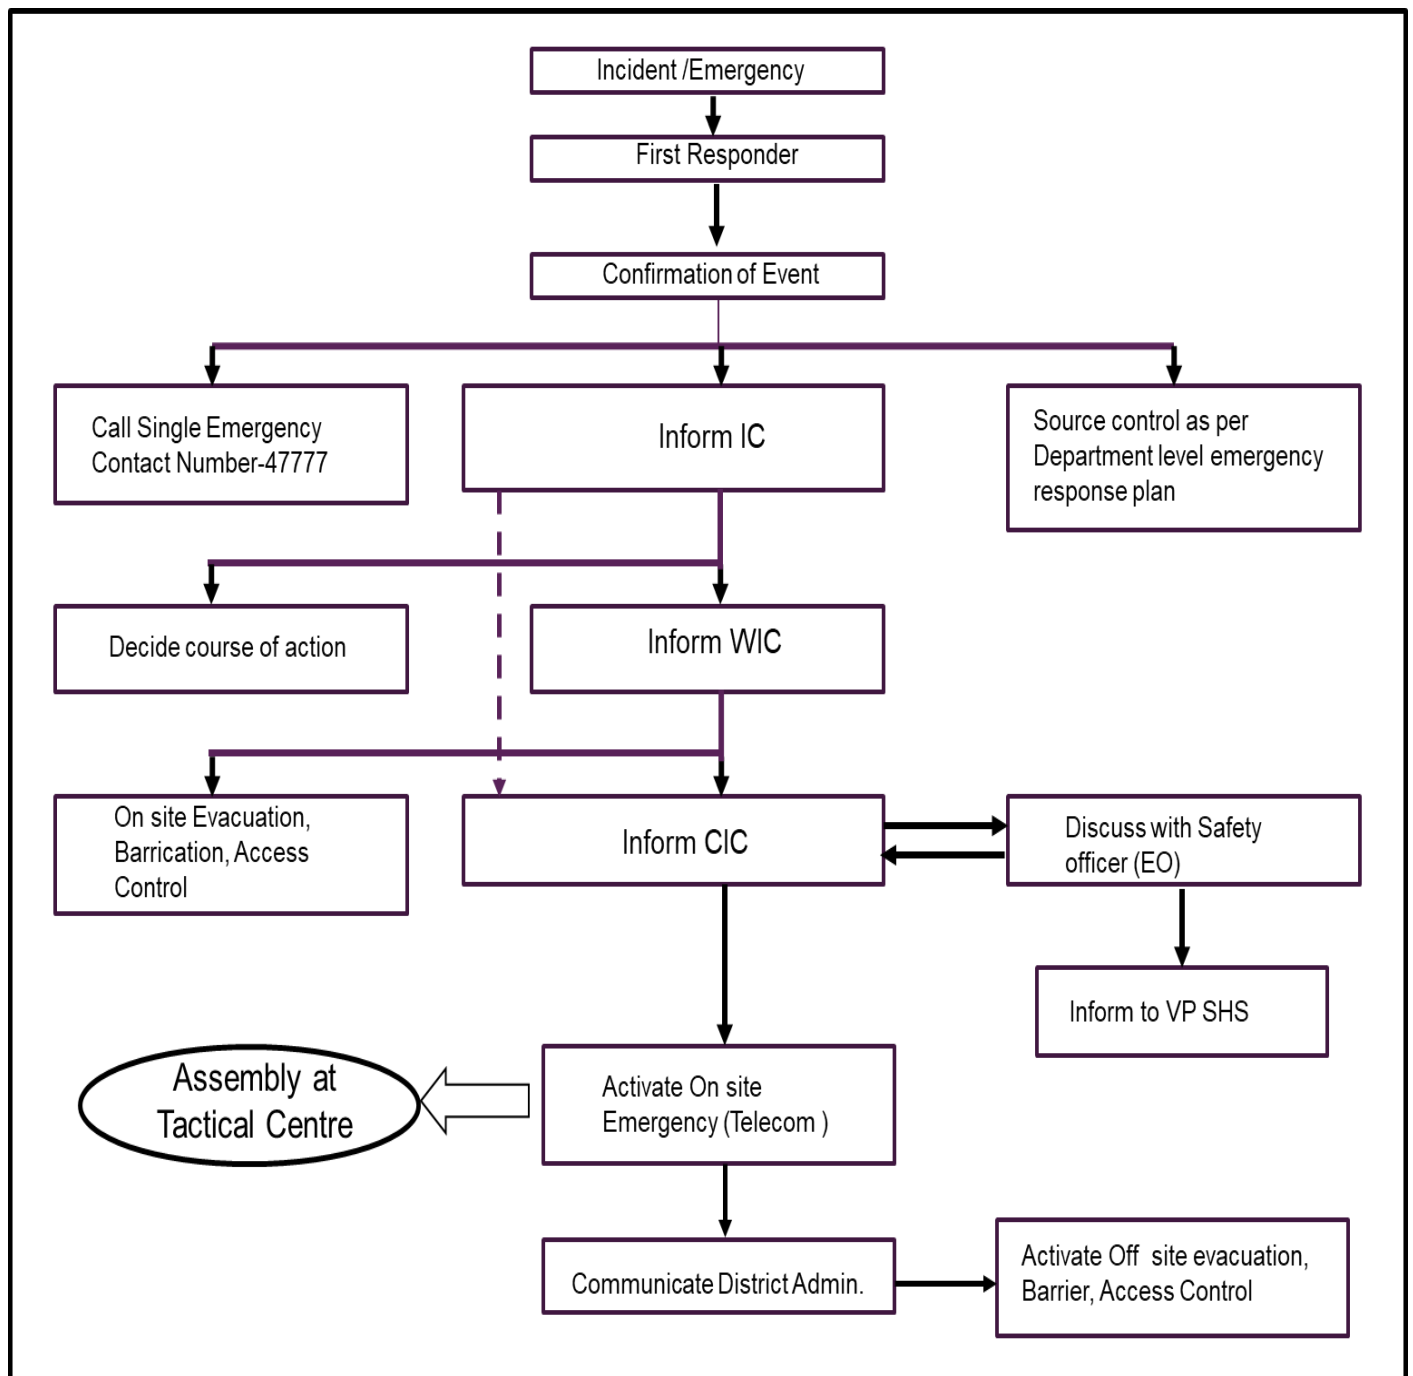 Incident /Emergency
First Responder
Confirmation of Event
Call Single Emergency
Contact Number-47777
Inform IC
Source control as per
Department level emergency
response plan
Decide course of action
Inform WIC
On site Evacuation,
Barrication, Access
Control
Inform CIC
Discuss with Safety
officer (EO)
Inform to VP SHS
Assembly at
Tactical Centre
Activate On site
Emergency (Telecom )
Communicate District Admin.
Activate Off site evacuation,
Barrier, Access Control